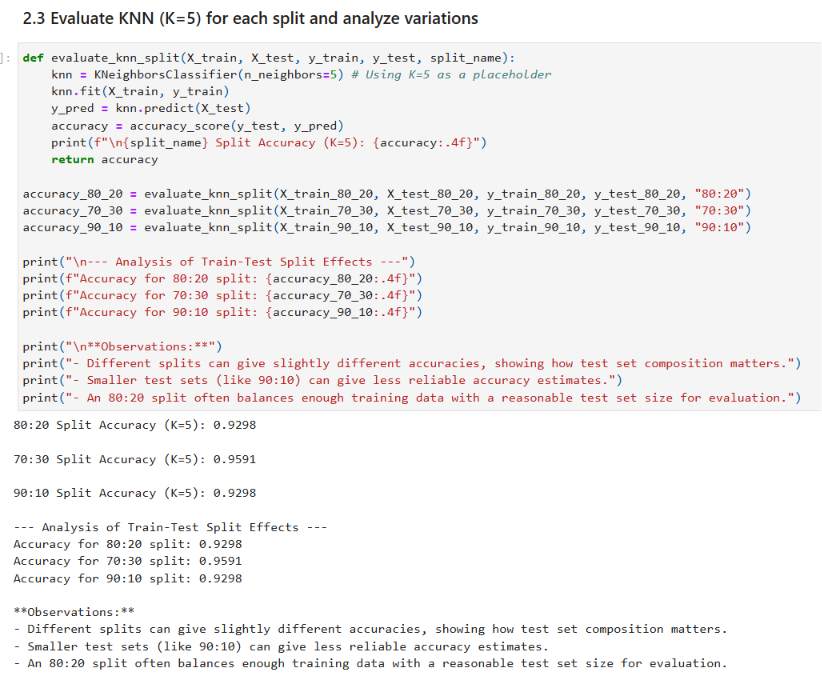 2.3 Evaluate KNN (K=5) for each split and analyze variations
]: def evaluate_knn_split(X_train, X_test, y_train, y_test, split_name):
    knn = KNeighborsClassifier(n_neighbors=5) # Using K=5 as a placeholder
    knn.fit(X_train, y_train)
    y_pred = knn.predict(X_test)
    accuracy = accuracy_score(y_test, y_pred)
    print(f"\n{split_name} Split Accuracy (K=5): {accuracy:.4f}")
    return accuracy
accuracy_80_20 = evaluate_knn_split(X_train_80_20, X_test_80_20, y_train_80_20, y_test_80_20, "80:20")
accuracy_70_30 = evaluate_knn_split(X_train_70_30, X_test_70_30, y_train_70_30, y_test_70_30, "70:30")
accuracy_90_10 = evaluate_knn_split(X_train_90_10, X_test_90_10, y_train_90_10, y_test_90_10, "90:10")
print("\n--- Analysis of Train-Test Split Effects ---")
print(f"Accuracy for 80:20 split: {accuracy_80_20:.4f}")
print(f"Accuracy for 70:30 split: {accuracy_70_30:.4f}")
print(f"Accuracy for 90:10 split: {accuracy_90_10:.4f}")
print("\n**Observations:**")
print("- Different splits can give slightly different accuracies, showing how test set composition matters.")
print("- Smaller test sets (like 90:10) can give less reliable accuracy estimates.")
print("- An 80:20 split often balances enough training data with a reasonable test set size for evaluation.")
80:20 Split Accuracy (K=5): 0.9298
70:30 Split Accuracy (K=5): 0.9591
90:10 Split Accuracy (K=5): 0.9298
--- Analysis of Train-Test Split Effects ---
Accuracy for 80:20 split: 0.9298
Accuracy for 70:30 split: 0.9591
Accuracy for 90:10 split: 0.9298
**Observations:**
- Different splits can give slightly different accuracies, showing how test set composition matters.
- Smaller test sets (like 90:10) can give less reliable accuracy estimates.
- An 80:20 split often balances enough training data with a reasonable test set size for evaluation.